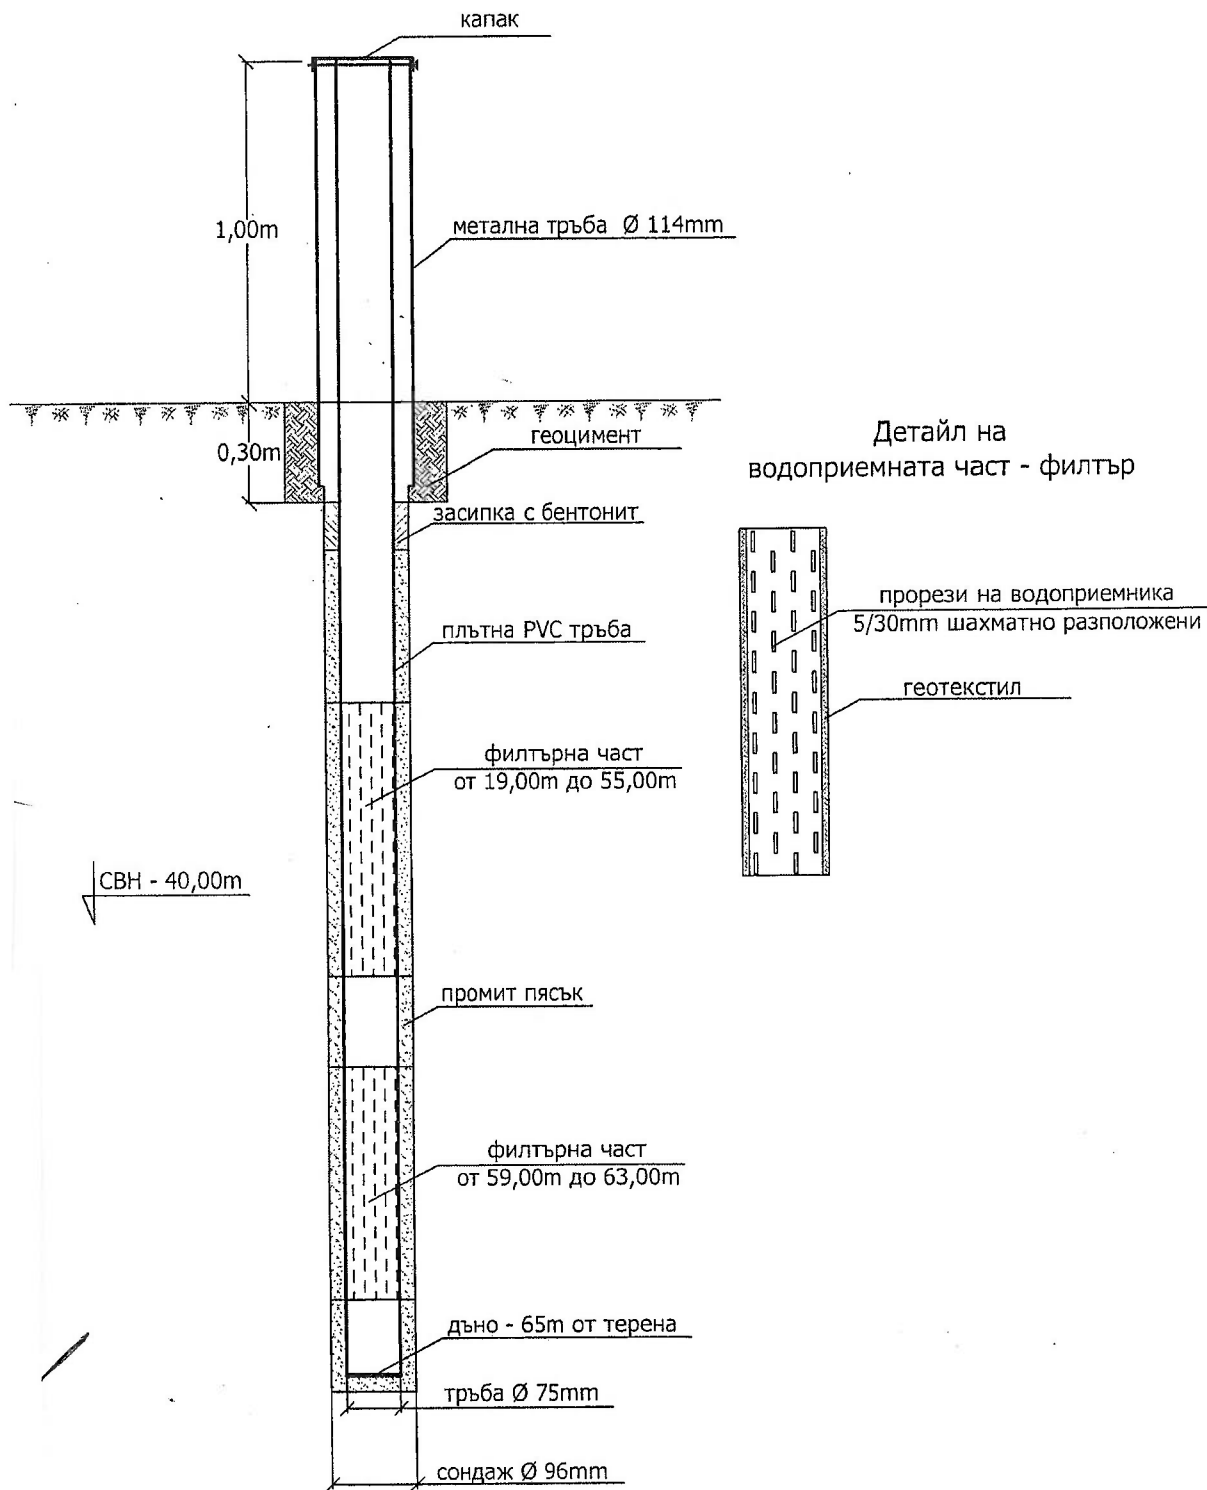 капак
1,00m
метална тръба Ø 114mm
0,30m
геоцимент
засипка с бентонит
плътна PVC тръба
филтърна част
от 19,00m до 55,00m
СВН - 40,00m
промит пясък
филтърна част
от 59,00m до 63,00m
дъно - 65m от терена
тръба Ø 75mm
сондаж Ø 96mm
Детайл на
водоприемната част - филтър
прорези на водоприемника
5/30mm шахматно разположени
геотекстил